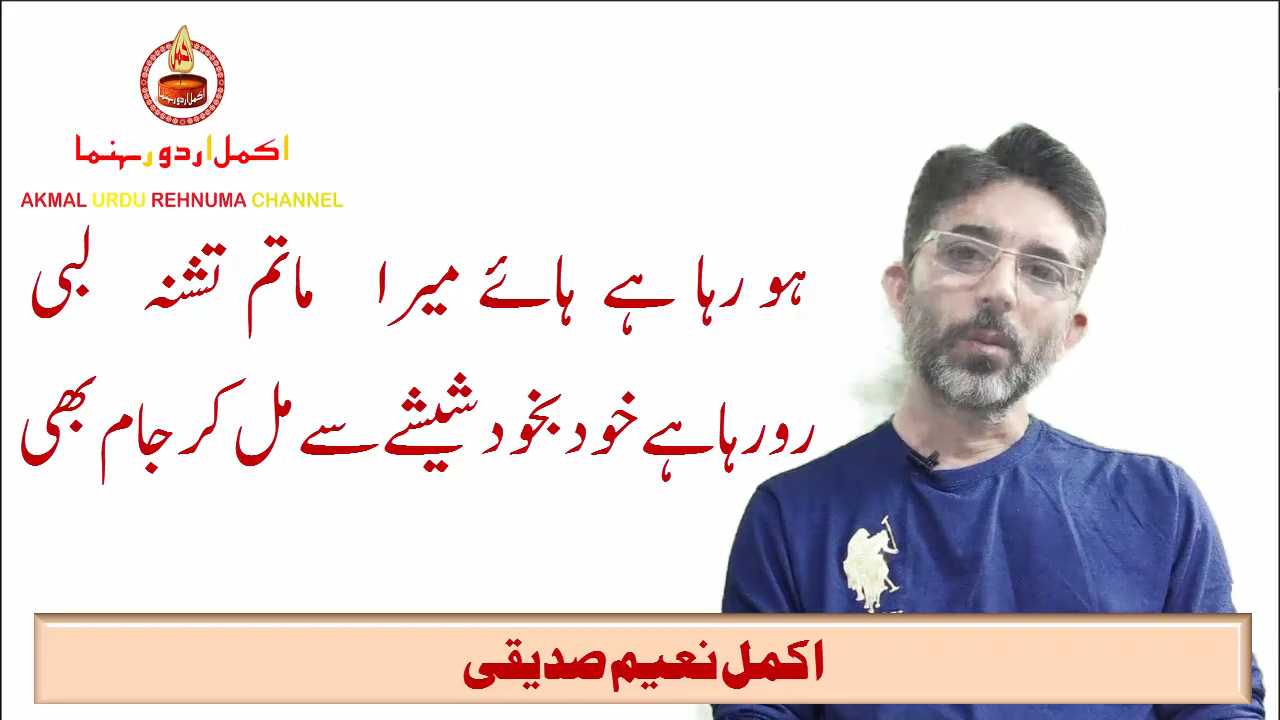 اکمل اردو رہنما
AKMAL URDU REHNUMA CHANNEL
ہو رہا ہے ہائے میرا ماتم تشنہ لبی
رو رہا ہے خود بخود شیشے سے مل کر جام بھی
اکمل نعیم صدیقی